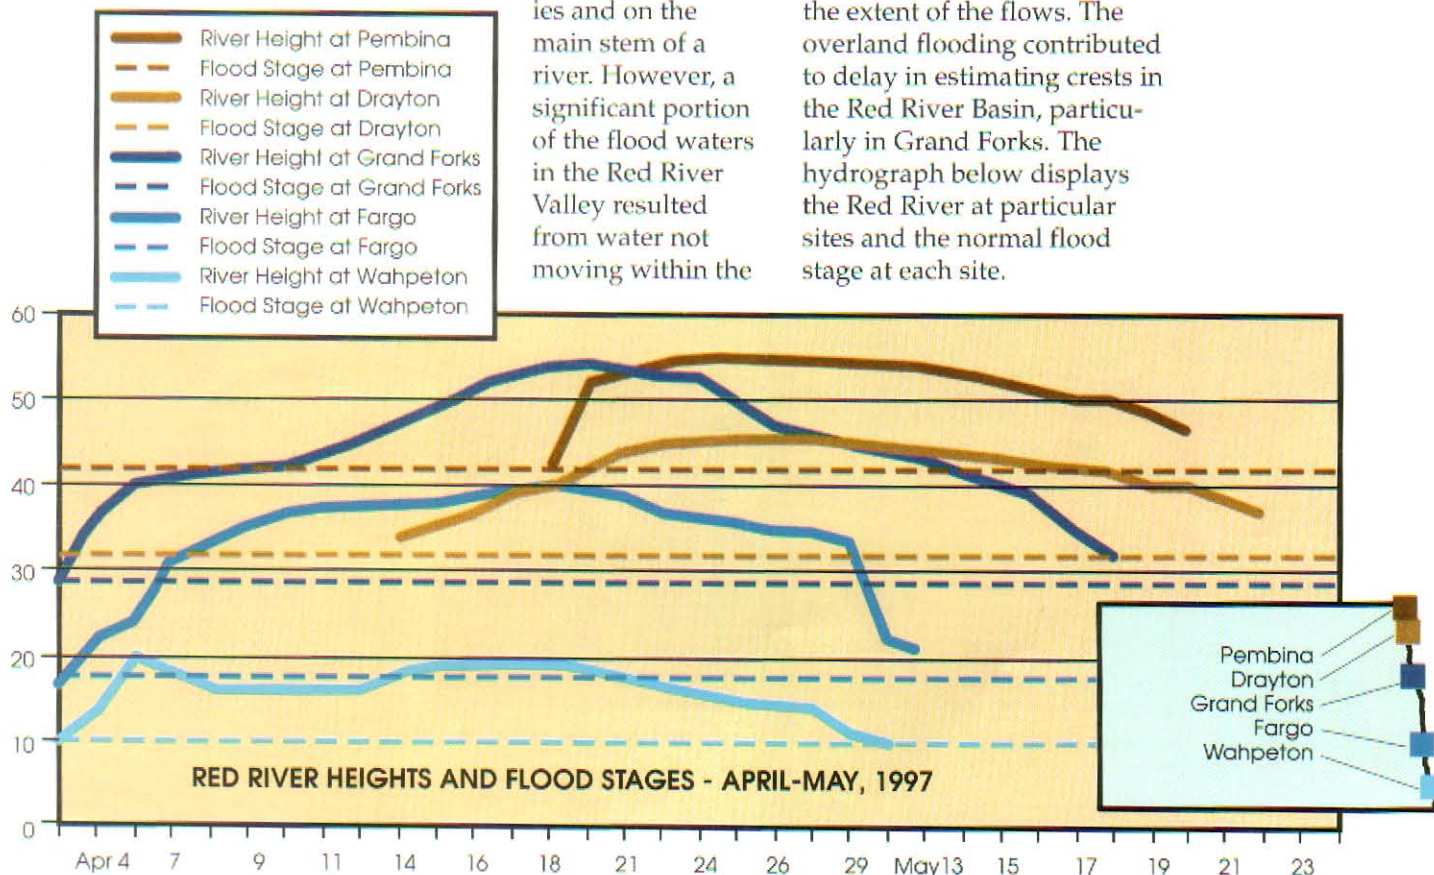 River Height at Pembina
Flood Stage at Pembina
River Height at Drayton
Flood Stage at Drayton
River Height at Grand Forks
Flood Stage at Grand Forks
River Height at Fargo
Flood Stage at Fargo
River Height at Wahpeton
Flood Stage at Wahpeton
ies and on the
main stem of a
river. However, a
significant portion
of the flood waters
in the Red River
Valley resulted
from water not
moving within the
the extent of the flows. The
overland flooding contributed
to delay in estimating crests in
the Red River Basin, particu-
larly in Grand Forks. The
hydrograph below displays
the Red River at particular
sites and the normal flood
stage at each site.
60
50
40
30
20
10
0
RED RIVER HEIGHTS AND FLOOD STAGES - APRIL-MAY, 1997
Pembina
Drayton
Grand Forks
Fargo
Wahpeton
Apr 4 7 9 11 14 16 18 21 24 26 29 May13 15 17 19 21 23